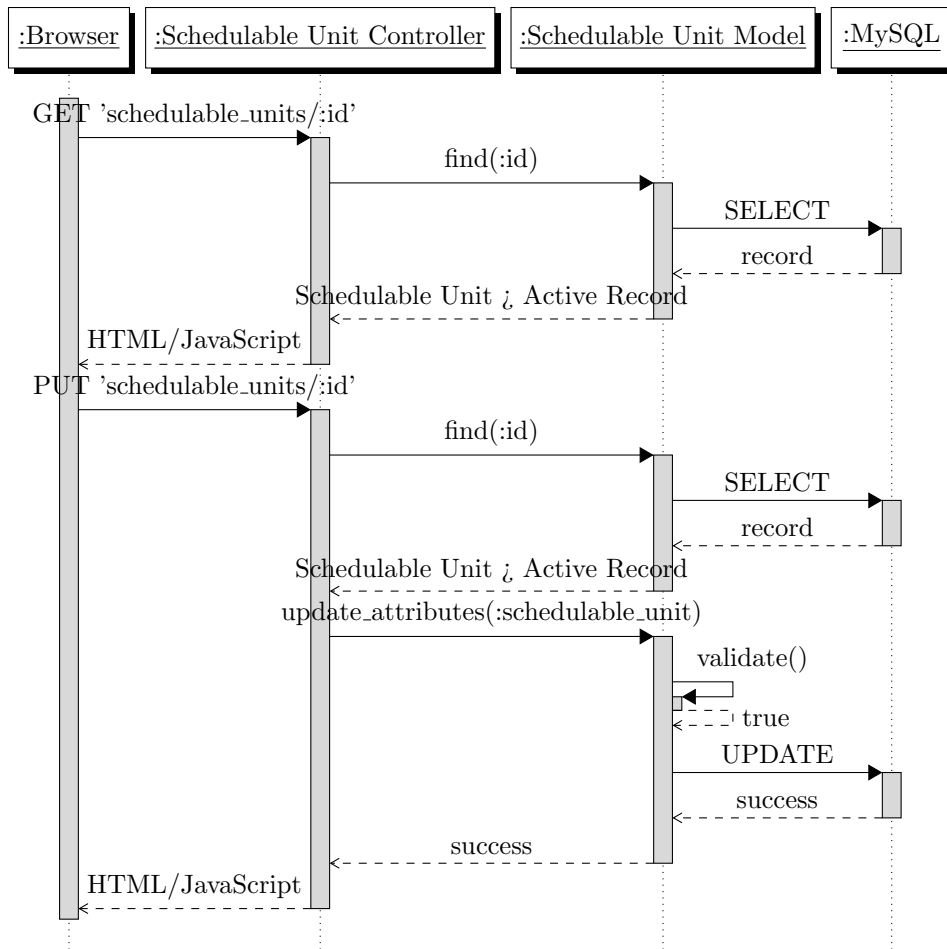 :Browser
:Schedulable Unit Controller
:Schedulable Unit Model
:MySQL
GET ’schedulable_units/:id’
find(:id)
SELECT
record
Schedulable Unit ¿ Active Record
HTML/JavaScript
PUT ’schedulable_units/:id’
find(:id)
SELECT
record
Schedulable Unit ¿ Active Record
update_attributes(:schedulable_unit)
validate()
true
UPDATE
success
success
HTML/JavaScript